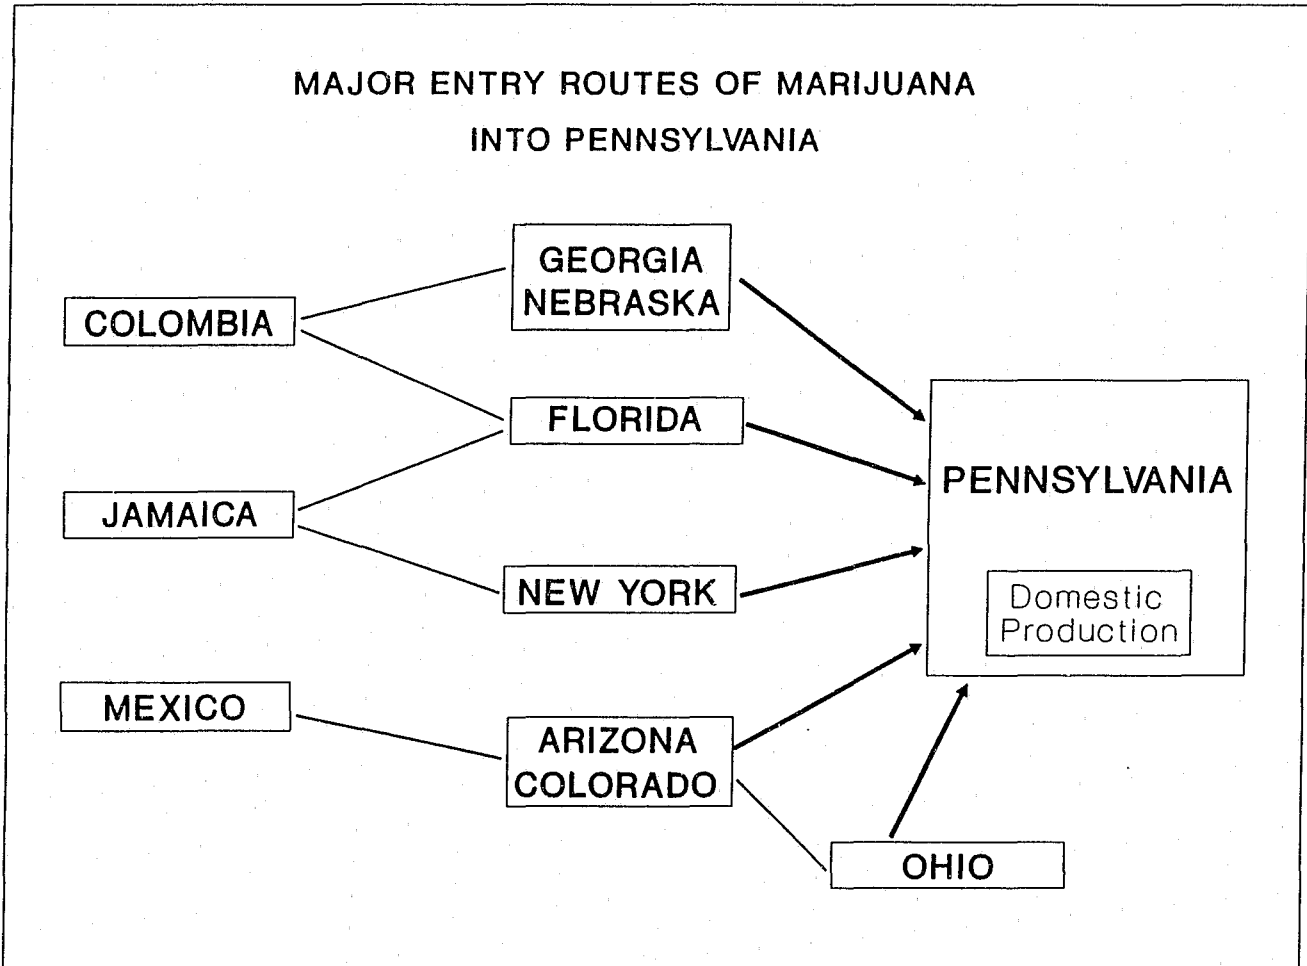 MAJOR ENTRY ROUTES OF MARIJUANA
INTO PENNSYLVANIA
GEORGIA
NEBRASKA
COLOMBIA
FLORIDA
PENNSYLVANIA
JAMAICA
NEW YORK
Domestic
Production
MEXICO
ARIZONA
COLORADO
OHIO